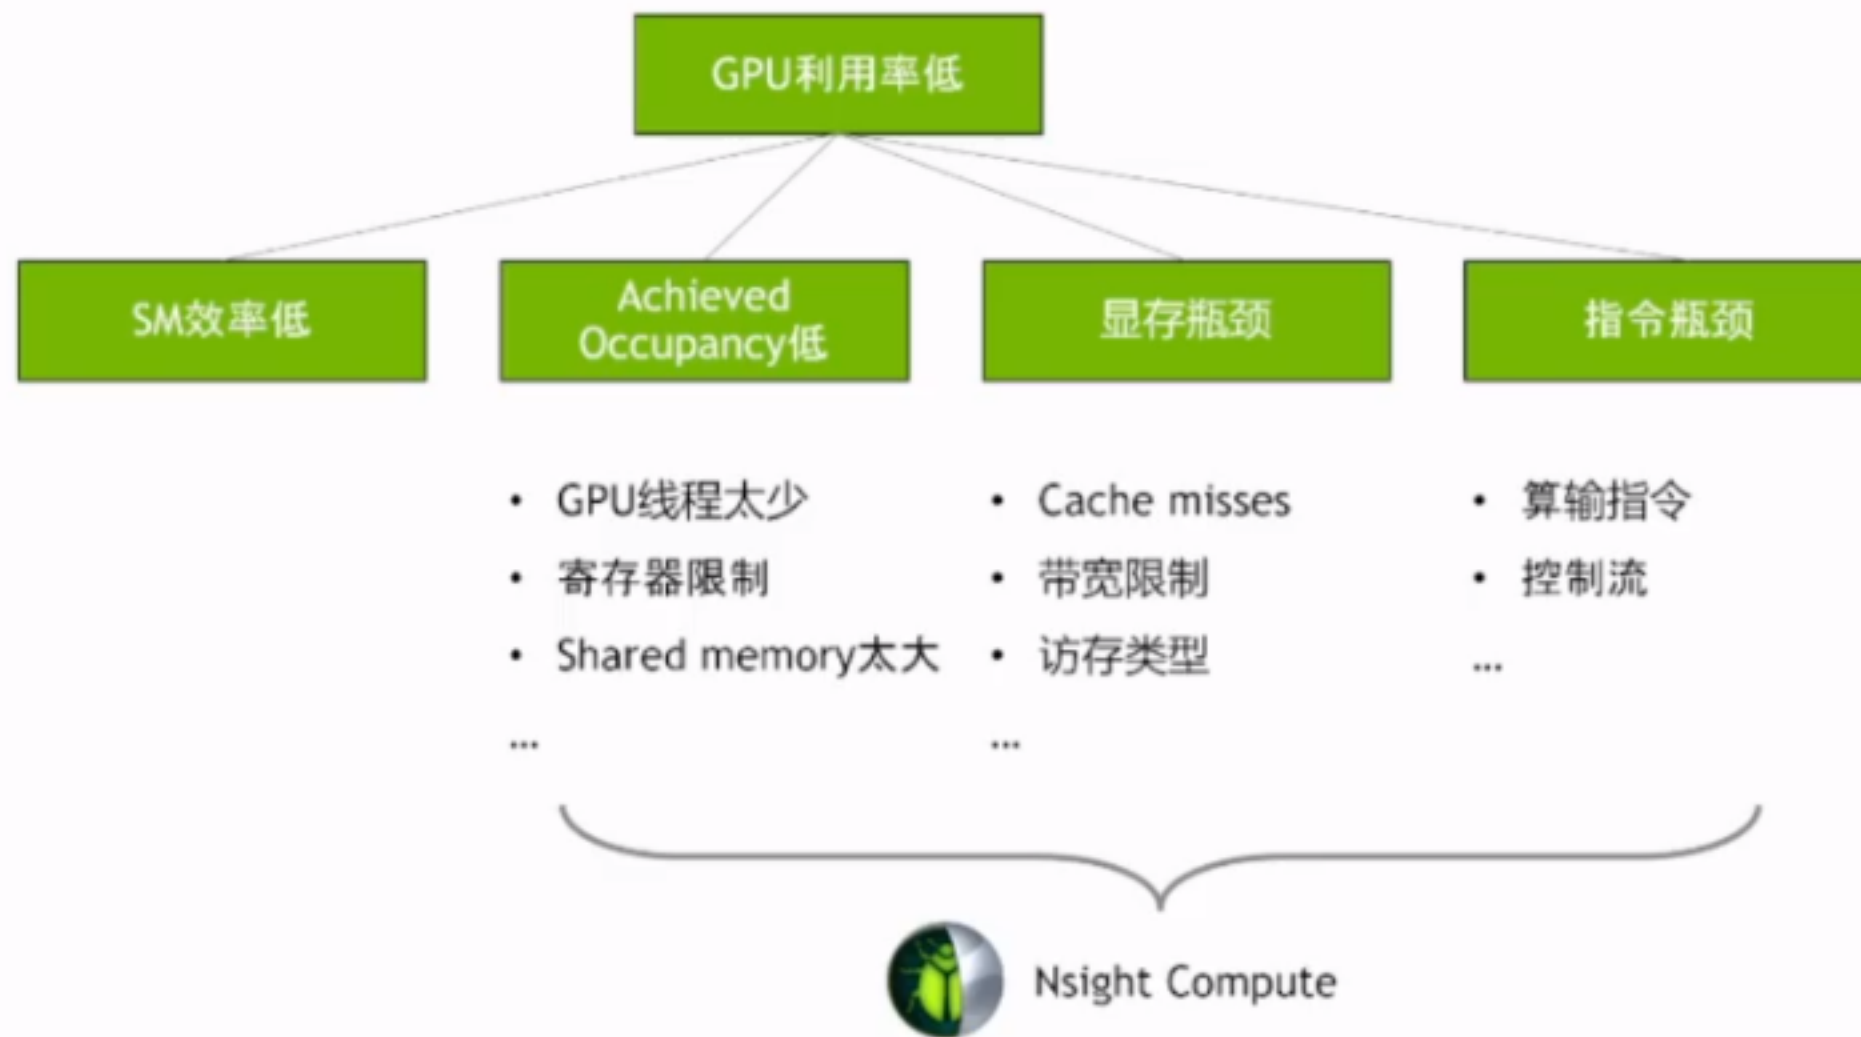 GPU利用率低
SM效率低
Achieved
Occupancy低
显存瓶颈
指令瓶颈
• GPU线程太少
• 寄存器限制
• Shared memory太大
...
• Cache misses
• 带宽限制
• 访存类型
...
• 算输指令
• 控制流
...
Nsight Compute